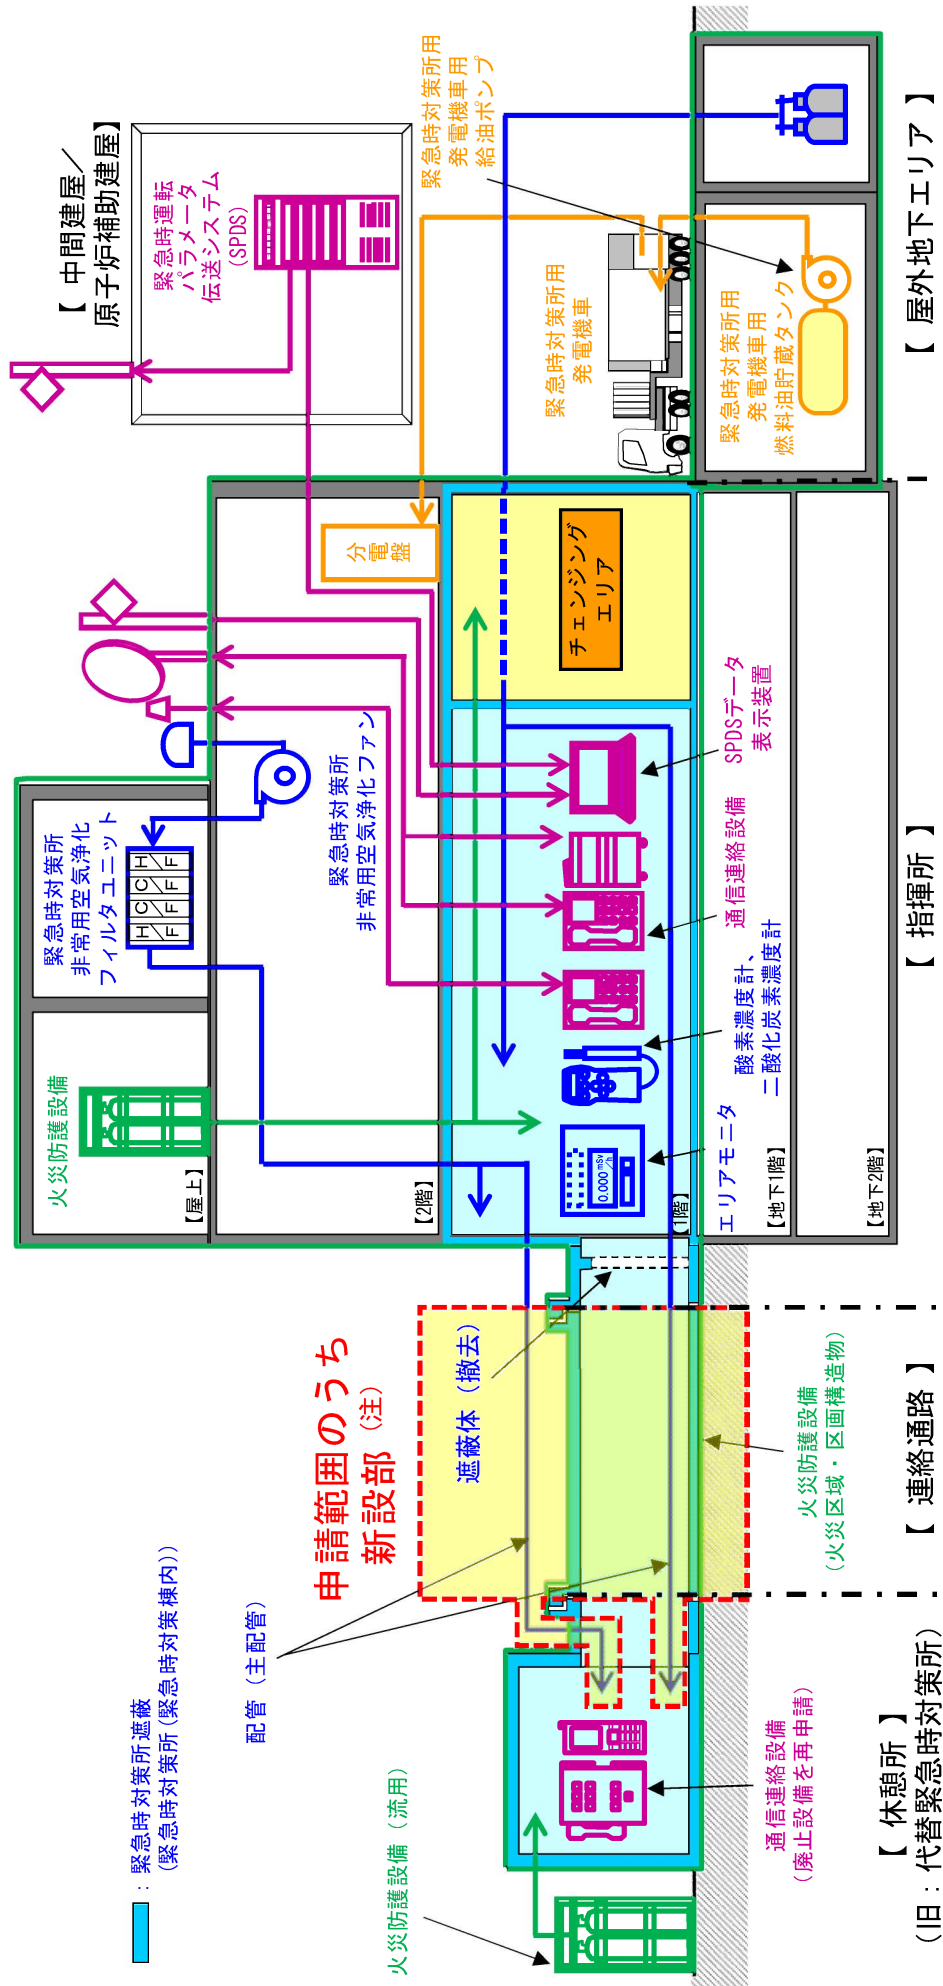 ：緊急時対策所遮蔽
（緊急時対策所（緊急時対策棟内））
火災防護設備（流用）
配管（主配管）
申請範囲のうち
新設部（注）
遮蔽体（撤去）
火災防護設備
緊急時対策所
非常用空気浄化
フィルタユニット
H/F
C/F
C/F
H/F
緊急時対策所
非常用空気浄化ファン
【中間建屋／
原子炉補助建屋】
緊急時運転
パラメータ
伝送システム
(SPDS)
緊急時対策所用
発電機車用
給油ポンプ
緊急時対策所用
発電機車
緊急時対策所用
発電機車用
燃料油貯蔵タンク
分
電
盤
チェンジング
エリア
【屋上】
【2階】
【1階】
【地下1階】
【地下2階】
0.000 mSv/h
エリアモニタ
酸素濃度計、
二酸化炭素濃度計
通信連絡設備
SPDSデータ
表示装置
通信連絡設備
（廃止設備を再申請）
火災防護設備
（火災区域・区画構造物）
【 休憩所 】
（旧：代替緊急時対策所）
【 連絡通路 】
【 指揮所 】
【 屋外地下エリア 】